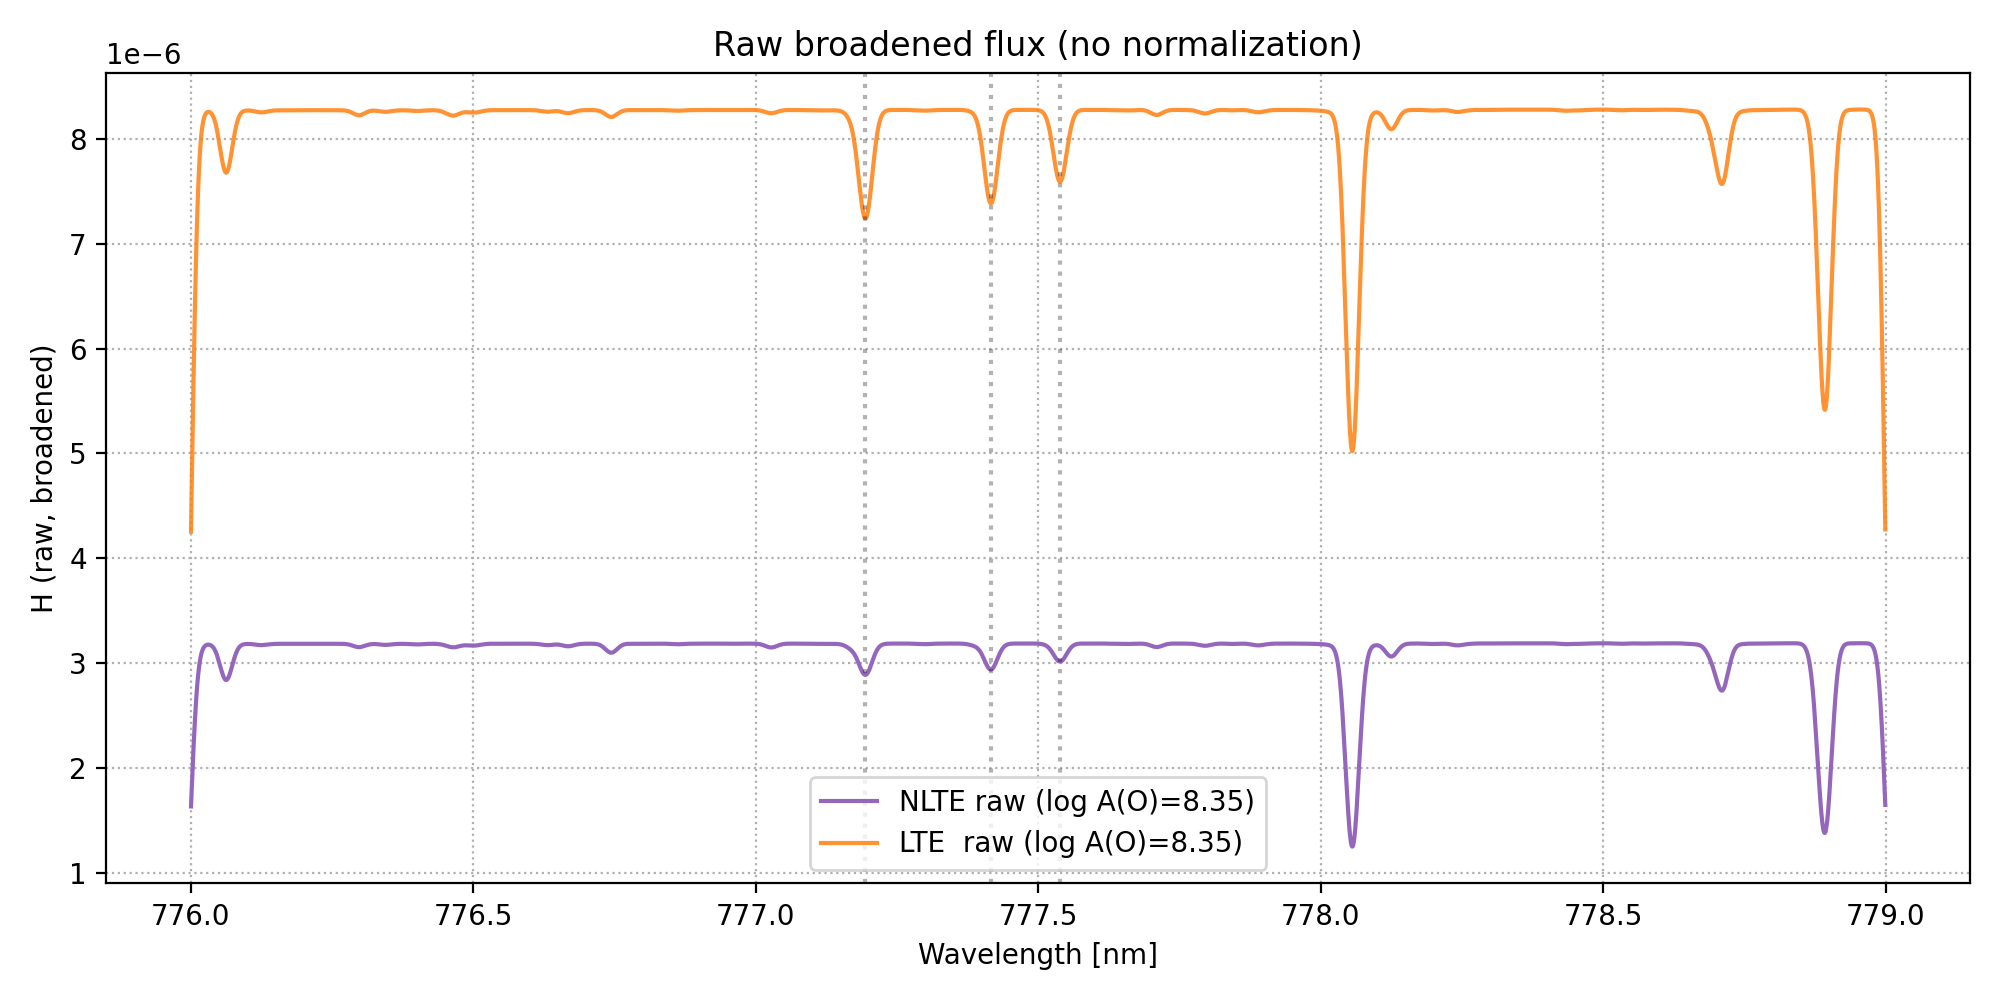 Raw broadened flux (no normalization)
1e−6
8
7
6
5
4
3
2
1
H (raw, broadened)
NLTE raw (log A(O)=8.35)
LTE  raw (log A(O)=8.35)
776.0 776.5 777.0 777.5 778.0 778.5 779.0
Wavelength [nm]